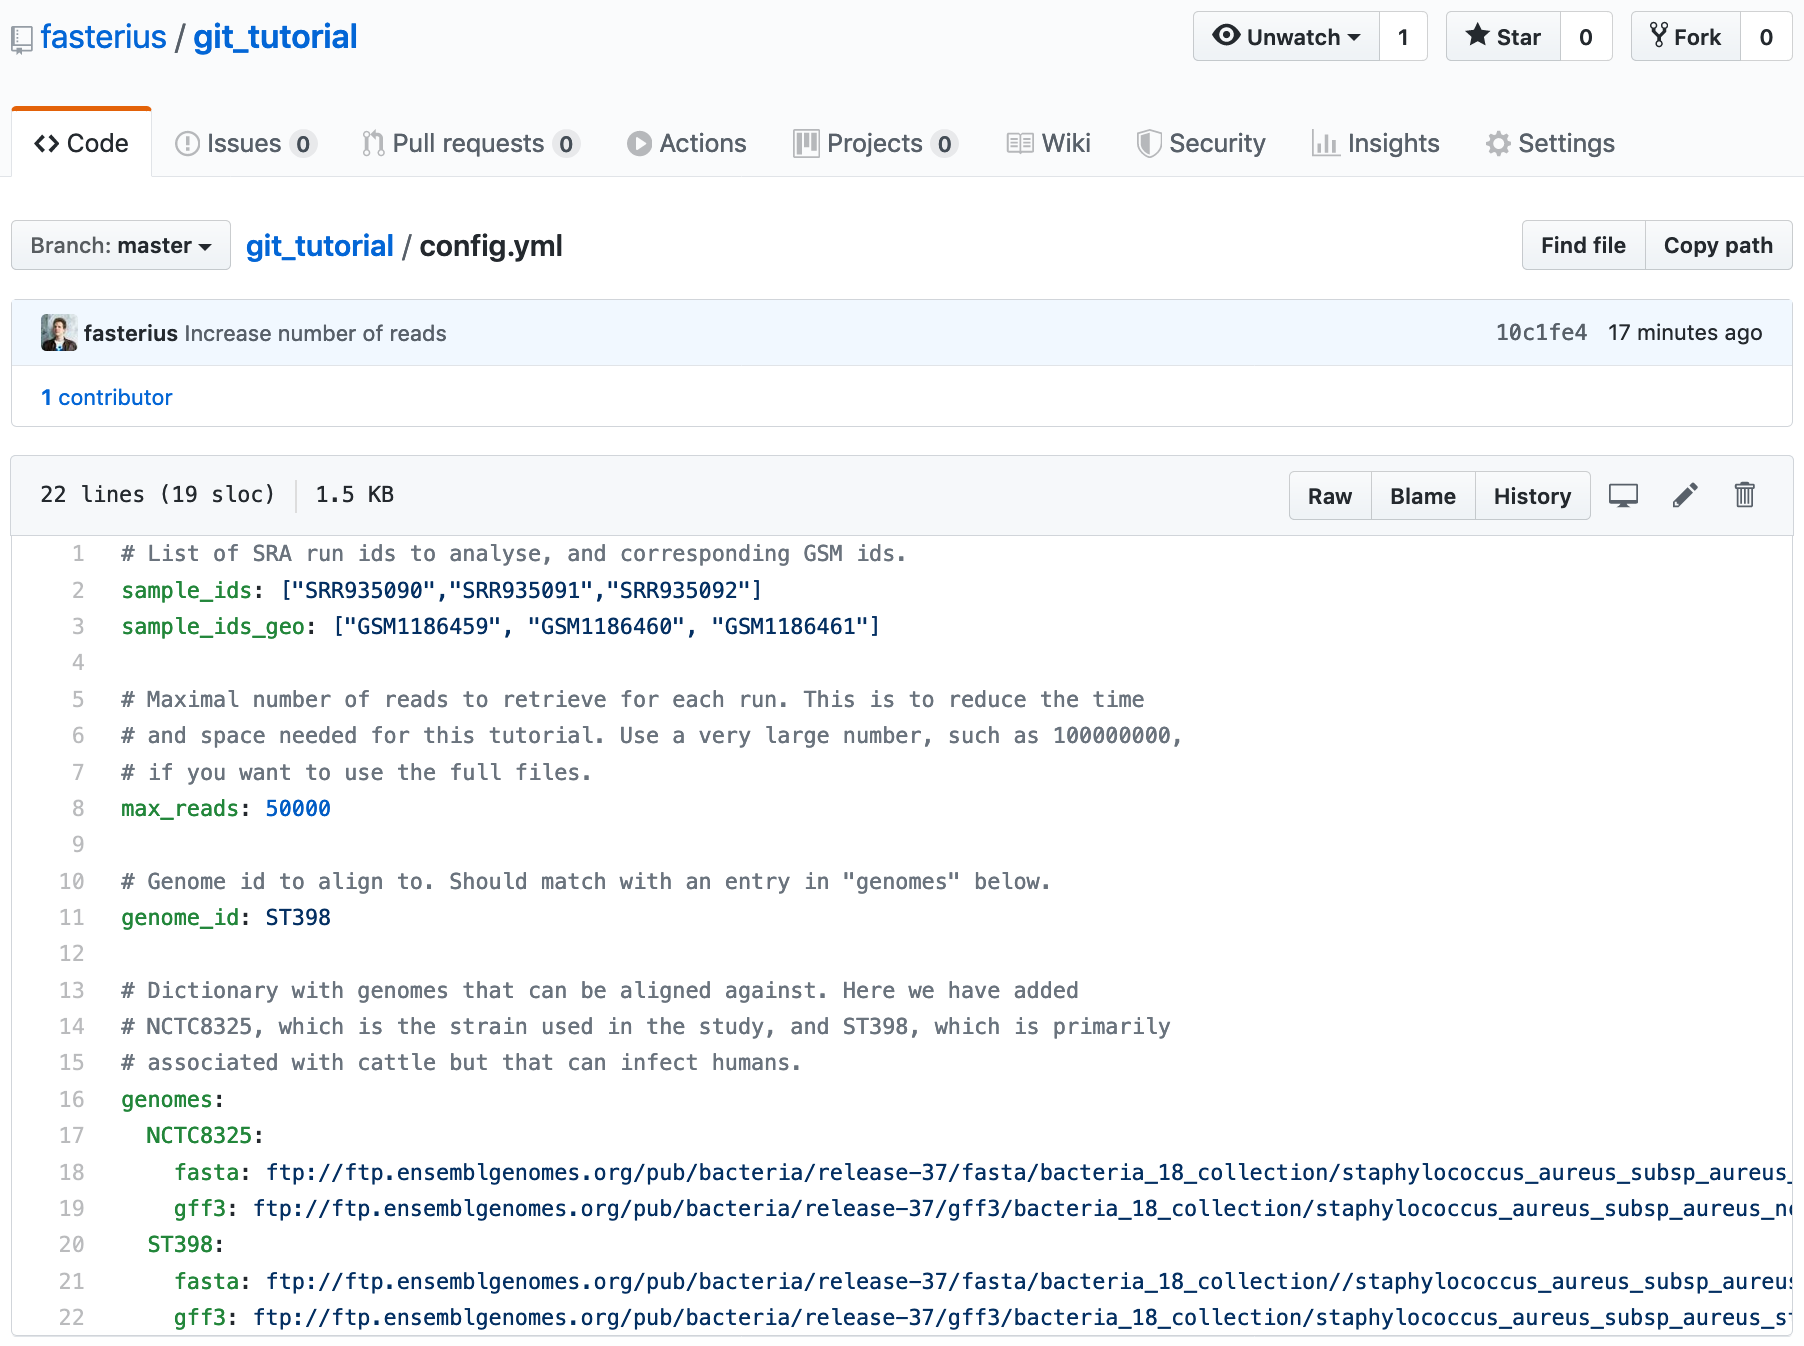 fasterius / git_tutorial
Unwatch 1 Star 0 Fork 0
Code Issues 0 Pull requests 0 Actions Projects 0 Wiki Security Insights Settings
Branch: master git_tutorial / config.yml Find file Copy path
fasterius Increase number of reads 10c1fe4 17 minutes ago
1 contributor
22 lines (19 sloc) 1.5 KB Raw Blame History
1 # List of SRA run ids to analyse, and corresponding GSM ids.
2 sample_ids: ["SRR935090","SRR935091","SRR935092"]
3 sample_ids_geo: ["GSM1186459", "GSM1186460", "GSM1186461"]
4
5 # Maximal number of reads to retrieve for each run. This is to reduce the time
6 # and space needed for this tutorial. Use a very large number, such as 100000000,
7 # if you want to use the full files.
8 max_reads: 50000
9
10 # Genome id to align to. Should match with an entry in "genomes" below.
11 genome_id: ST398
12
13 # Dictionary with genomes that can be aligned against. Here we have added
14 # NCTC8325, which is the strain used in the study, and ST398, which is primarily
15 # associated with cattle but that can infect humans.
16 genomes:
17 NCTC8325:
18 fasta: ftp://ftp.ensemblgenomes.org/pub/bacteria/release-37/fasta/bacteria_18_collection/staphylococcus_aureus_subsp_aureus_
19 gff3: ftp://ftp.ensemblgenomes.org/pub/bacteria/release-37/gff3/bacteria_18_collection/staphylococcus_aureus_subsp_aureus_n
20 ST398:
21 fasta: ftp://ftp.ensemblgenomes.org/pub/bacteria/release-37/fasta/bacteria_18_collection//staphylococcus_aureus_subsp_aureus
22 gff3: ftp://ftp.ensemblgenomes.org/pub/bacteria/release-37/gff3/bacteria_18_collection/staphylococcus_aureus_subsp_aureus_s